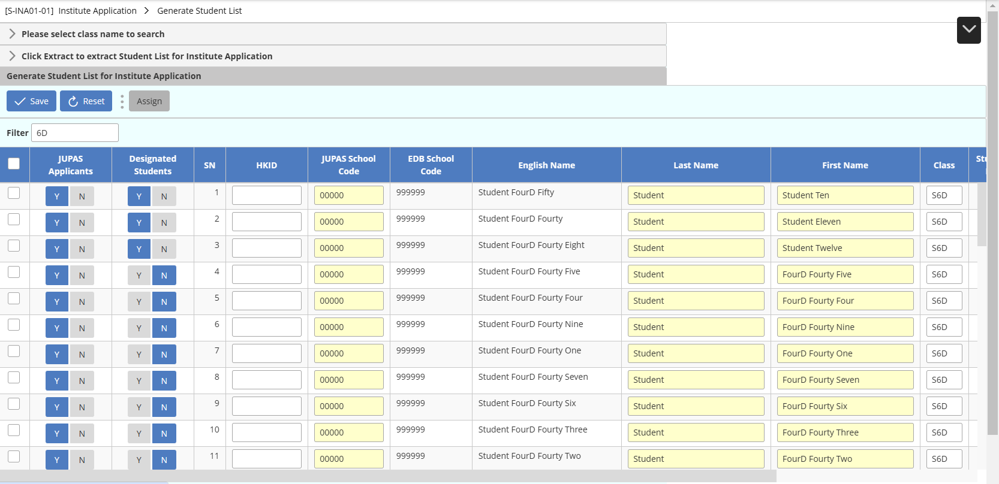 [S-INA01-01] Institute Application > Generate Student List
Please select class name to search
Click Extract to extract Student List for Institute Application
Generate Student List for Institute Application
Save Reset Assign
Filter 6D
JUPAS Applicants Designated Students SN HKID JUPAS School Code EDB School Code English Name Last Name First Name Class
Y N Y N 1 00000 999999 Student FourD Fifty Student Student Ten S6D
Y N Y N 2 00000 999999 Student FourD Fourty Student Student Eleven S6D
Y N Y N 3 00000 999999 Student FourD Fourty Eight Student Student Twelve S6D
Y N Y N 4 00000 999999 Student FourD Fourty Five Student FourD Fourty Five S6D
Y N Y N 5 00000 999999 Student FourD Fourty Four Student FourD Fourty Four S6D
Y N Y N 6 00000 999999 Student FourD Fourty Nine Student FourD Fourty Nine S6D
Y N Y N 7 00000 999999 Student FourD Fourty One Student FourD Fourty One S6D
Y N Y N 8 00000 999999 Student FourD Fourty Seven Student FourD Fourty Seven S6D
Y N Y N 9 00000 999999 Student FourD Fourty Six Student FourD Fourty Six S6D
Y N Y N 10 00000 999999 Student FourD Fourty Three Student FourD Fourty Three S6D
Y N Y N 11 00000 999999 Student FourD Fourty Two Student FourD Fourty Two S6D